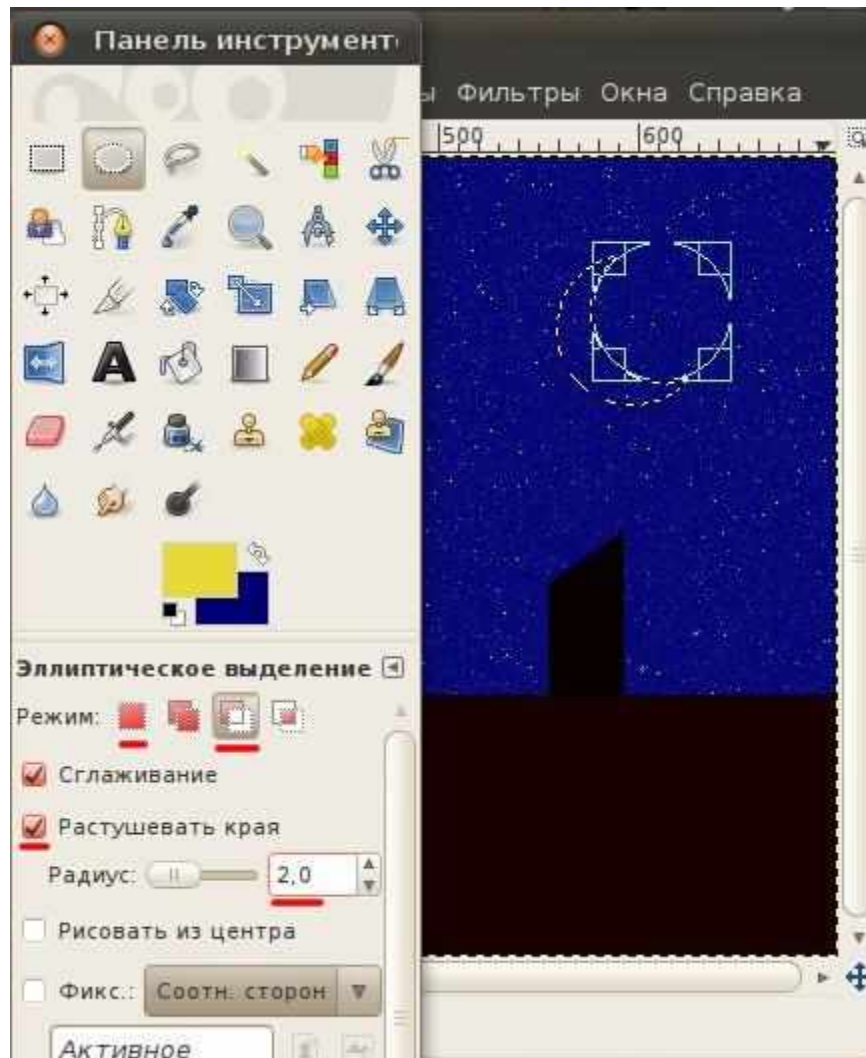 Панель инструмент
ы Фильтры Окна Справка
500
600
Эллиптическое выделение
Режим:
Сглаживание
Растушевать края
Радиус: 2,0
Рисовать из центра
Фикс.: Соотн. сторон
Активное